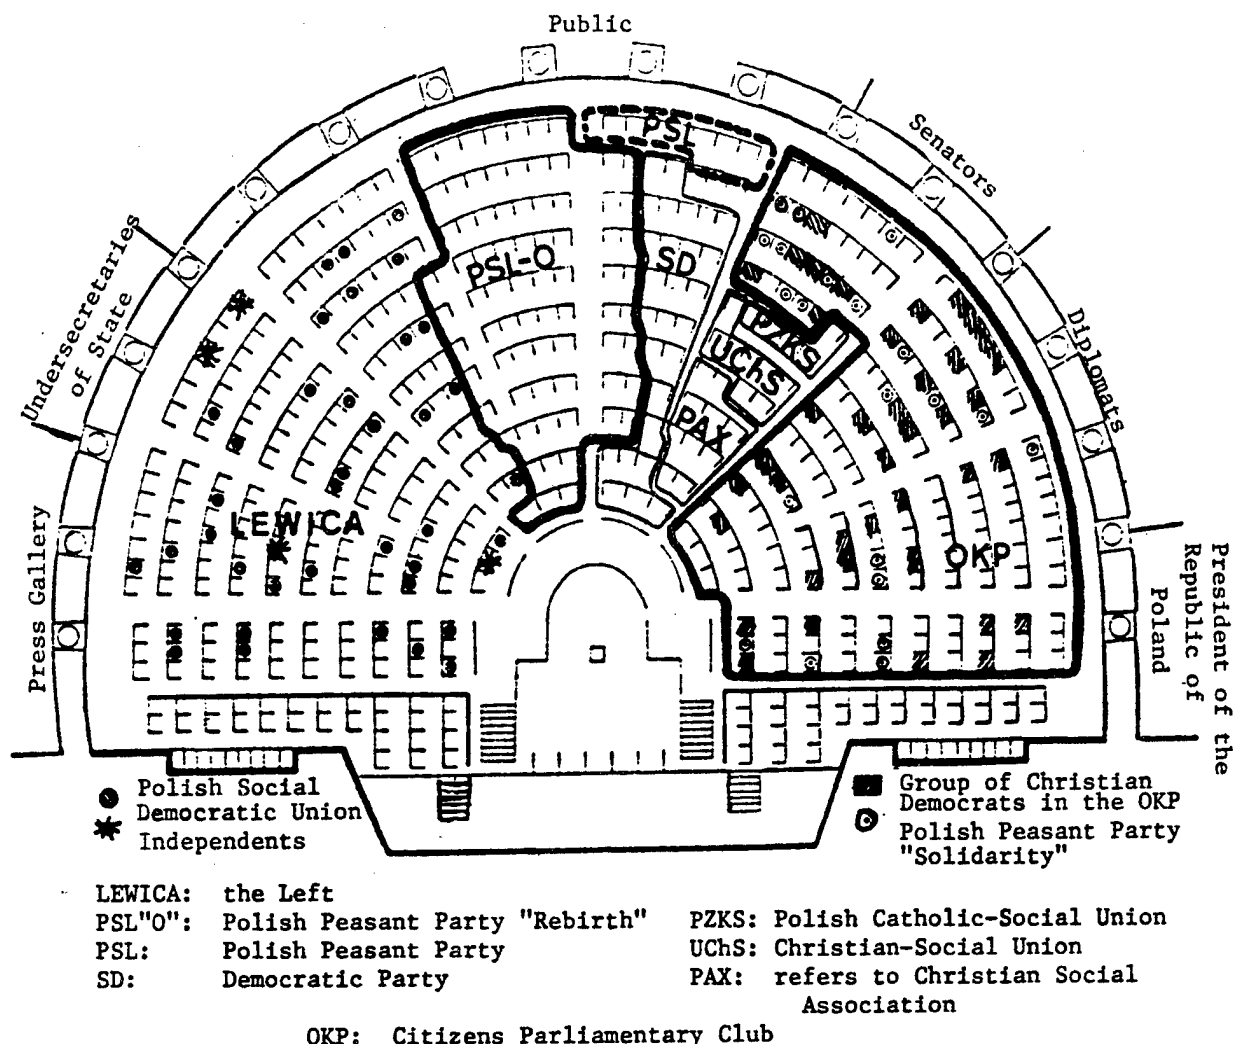 Public
Senators
Undersecretaries
of State
Diplomats
Press Gallery
President of the
Republic of
Poland
PSL
PSL-O
SD
PZKS
UChS
PAX
LEWICA
OKP
Polish Social
Democratic Union
Independents
Group of Christian
Democrats in the OKP
Polish Peasant Party
"Solidarity"
LEWICA: the Left
PSL"O": Polish Peasant Party "Rebirth"
PSL: Polish Peasant Party
SD: Democratic Party
PZKS: Polish Catholic-Social Union
UChS: Christian-Social Union
PAX: refers to Christian Social
Association
OKP: Citizens Parliamentary Club